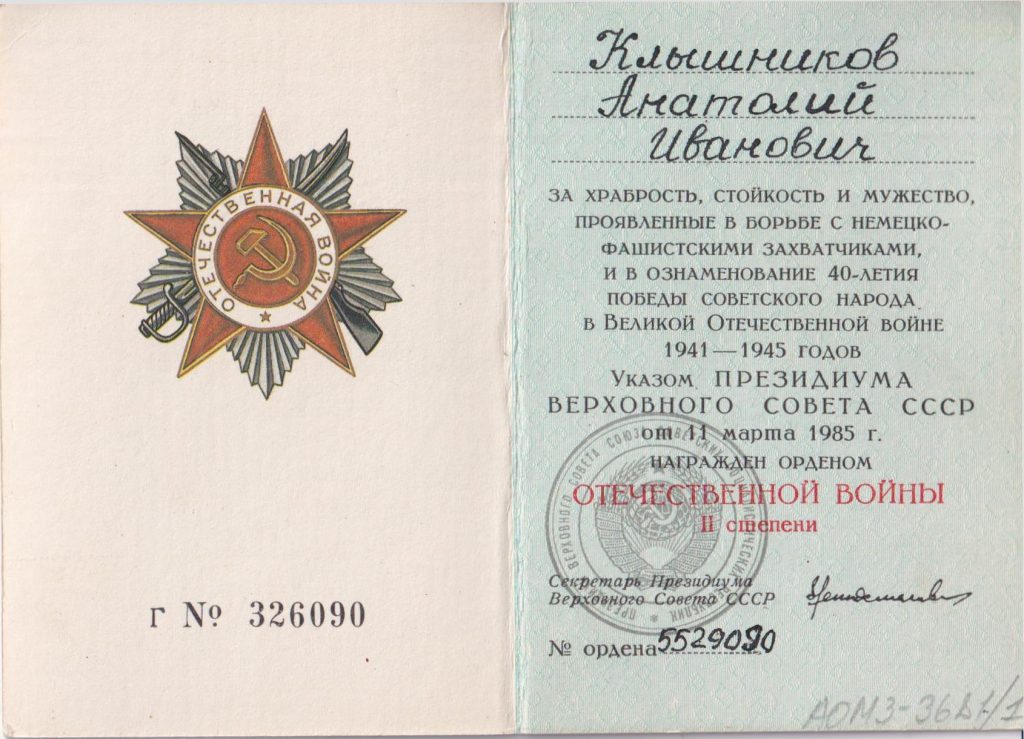 ОТЕЧЕСТВЕННАЯ ВОЙНА
г № 326090
Клышников
Анатолий
Иванович
ЗА ХРАБРОСТЬ, СТОЙКОСТЬ И МУЖЕСТВО,
ПРОЯВЛЕННЫЕ В БОРЬБЕ С НЕМЕЦКО-
ФАШИСТСКИМИ ЗАХВАТЧИКАМИ,
И В ОЗНАМЕНОВАНИЕ 40-ЛЕТИЯ
ПОБЕДЫ СОВЕТСКОГО НАРОДА
В ВЕЛИКОЙ ОТЕЧЕСТВЕННОЙ ВОЙНЕ
1941—1945 ГОДОВ
УКАЗОМ ПРЕЗИДИУМА
ВЕРХОВНОГО СОВЕТА СССР
от 11 марта 1985 г.
НАГРАЖДЕН ОРДЕНОМ
ОТЕЧЕСТВЕННОЙ ВОЙНЫ
II степени
Секретарь Президиума
Верховного Совета СССР
№ ордена 5529090